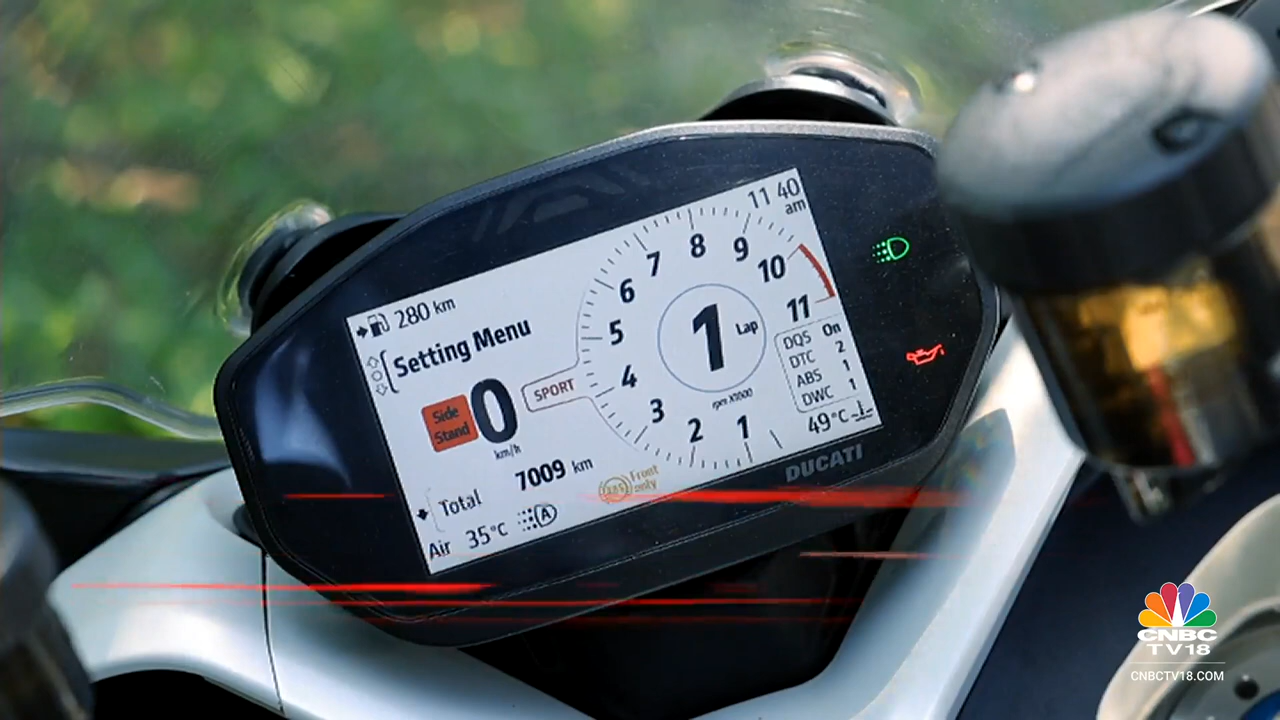 280 km
11 40
am
Setting Menu
Side
Stand
0
km/h
SPORT
1
2
3
4
5
6
7
8
9
10
11
1 Lap
rpm X1000
DQS On
DTC 2
ABS 1
DWC 1
49°C
Total 7009 km
Air 35°C
A
ABS Front
only
DUCATI
CNBC
TV18
CNBCTV18.COM